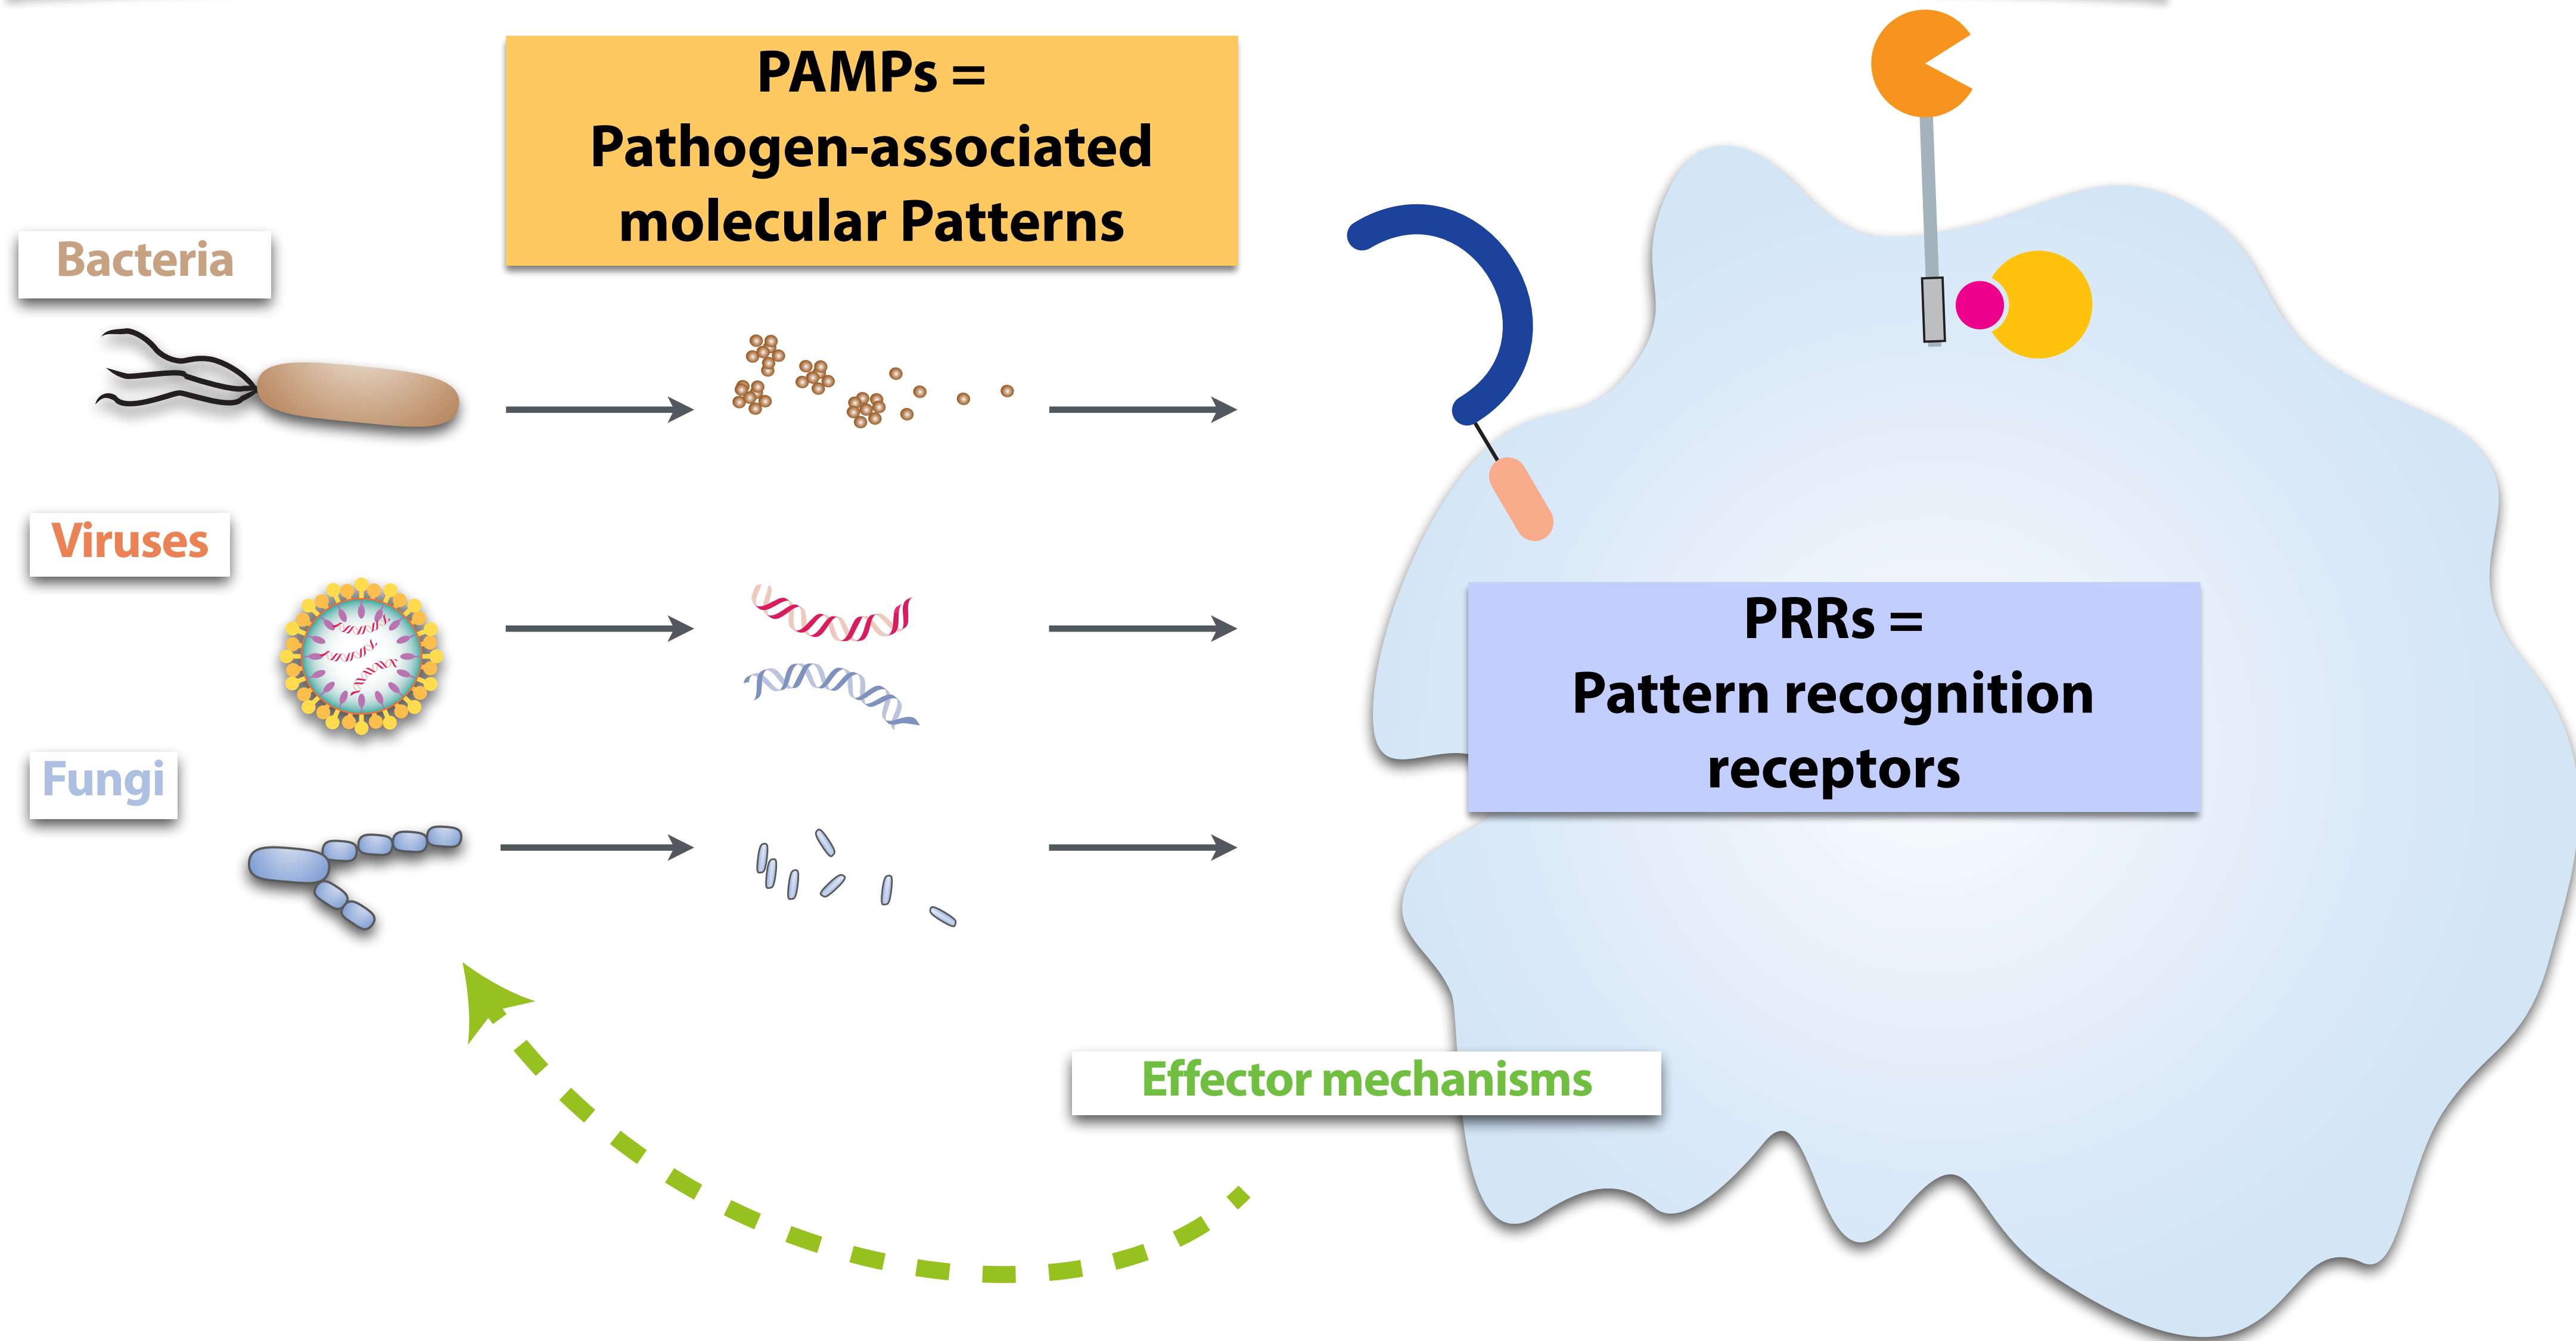 PAMPs =
Pathogen-associated
molecular Patterns
Bacteria
Viruses
Fungi
PRRs =
Pattern recognition
receptors
Effector mechanisms